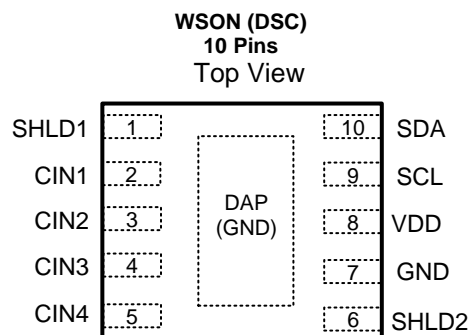 WSON (DSC)
10 Pins
Top View
SHLD1 1 10 SDA
CIN1 2 9 SCL
CIN2 3 DAP 8 VDD
(GND)
CIN3 4 7 GND
CIN4 5 6 SHLD2